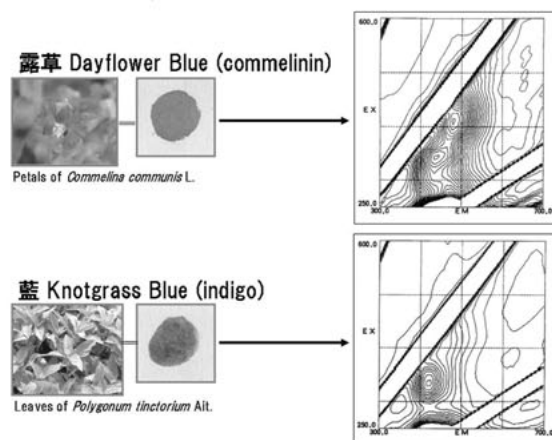 露草 Dayflower Blue (commelinin)
Petals of Commelina communis L.
600.0
EX
250.0
300.0
EM
700.0
藍 Knotgrass Blue (indigo)
Leaves of Polygonum tinctorium Ait.
600.0
EX
250.0
300.0
EM
700.0